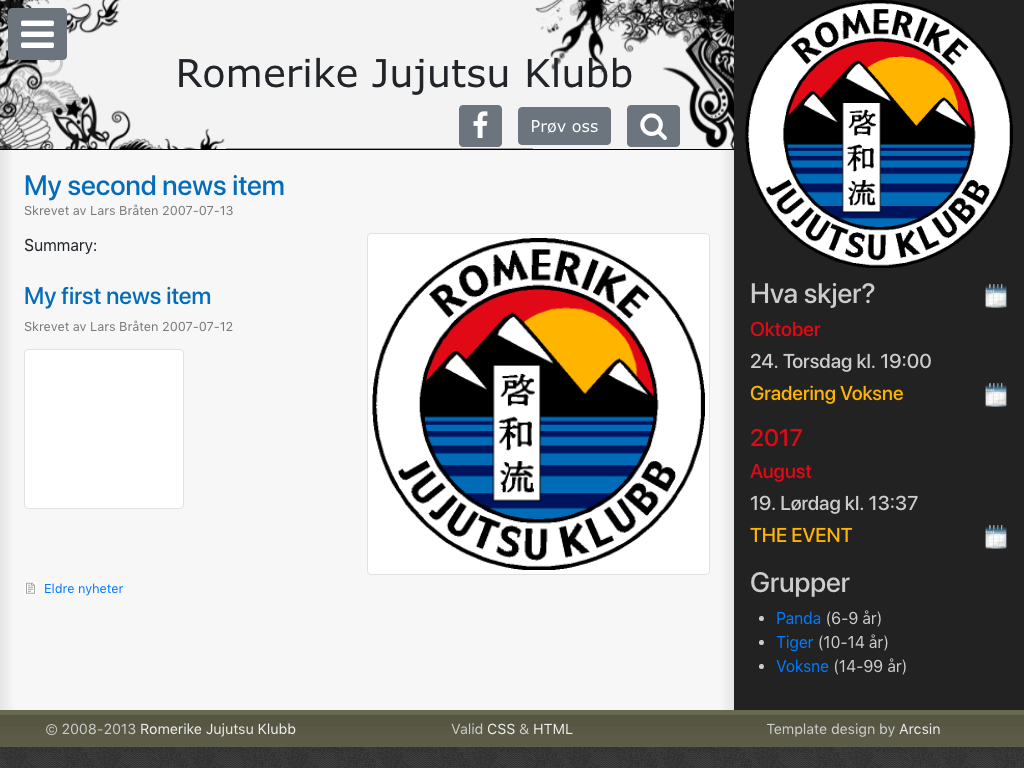 Romerike Jujutsu Klubb
Prøv oss
My second news item
Skrevet av Lars Bråten 2007-07-13
Summary:
My first news item
Skrevet av Lars Bråten 2007-07-12
ROMERIKE
啓和流
JUJUTSU KLUBB
Eldre nyheter
ROMERIKE
啓和流
JUJUTSU KLUBB
Hva skjer?
Oktober
24. Torsdag kl. 19:00
Gradering Voksne
2017
August
19. Lørdag kl. 13:37
THE EVENT
Grupper
Panda (6-9 år)
Tiger (10-14 år)
Voksne (14-99 år)
© 2008-2013 Romerike Jujutsu Klubb
Valid CSS & HTML
Template design by Arcsin